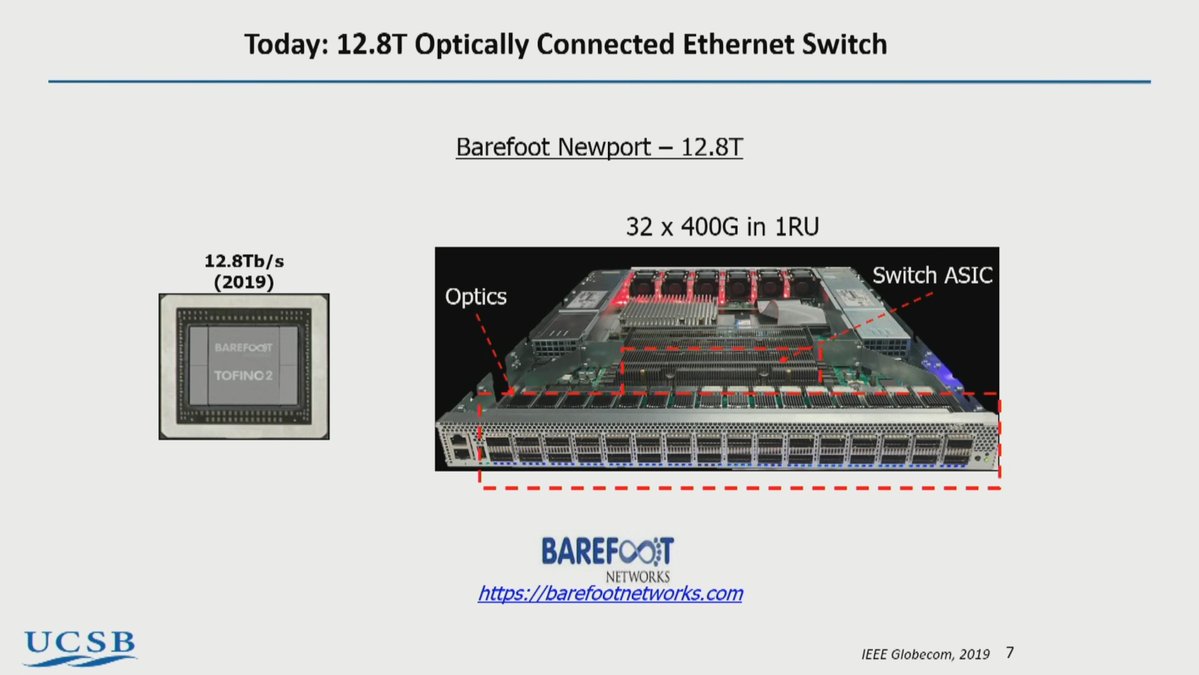 Today: 12.8T Optically Connected Ethernet Switch
Barefoot Newport – 12.8T
32 x 400G in 1RU
12.8Tb/s
(2019)
BAREFOOT
TOFINO 2
Optics
Switch ASIC
BAREFOOT
NETWORKS
https://barefootnetworks.com
UCSB
IEEE Globecom, 2019 7